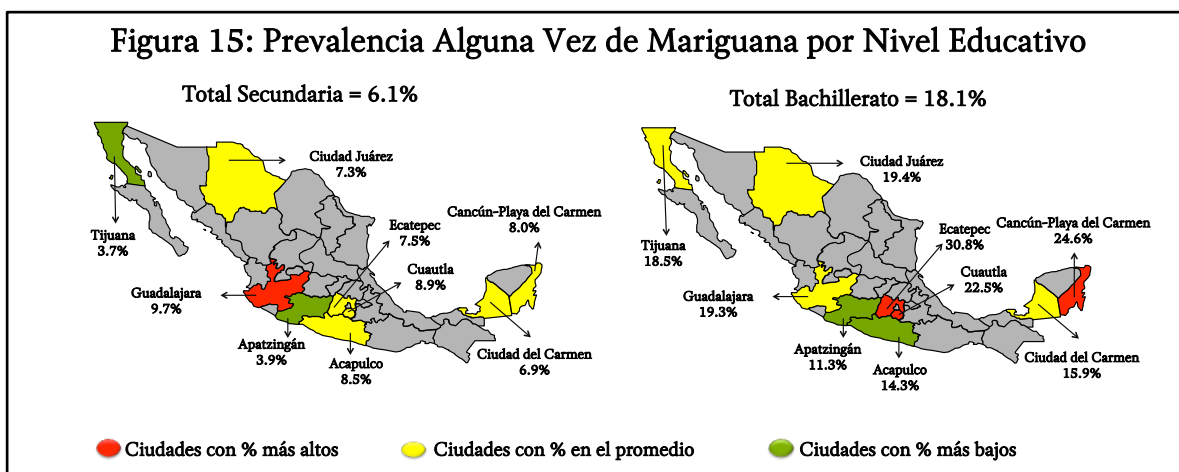 Figura 15: Prevalencia Alguna Vez de Mariguana por Nivel Educativo
Total Secundaria = 6.1%
Ciudad Juárez
7.3%
Ecatepec
7.5%
Cancún-Playa del Carmen
8.0%
Tijuana
3.7%
Cuautla
8.9%
Guadalajara
9.7%
Apatzingán
3.9%
Acapulco
8.5%
Ciudad del Carmen
6.9%
Total Bachillerato = 18.1%
Ciudad Juárez
19.4%
Ecatepec
30.8%
Cancún-Playa del Carmen
24.6%
Tijuana
18.5%
Cuautla
22.5%
Guadalajara
19.3%
Apatzingán
11.3%
Acapulco
14.3%
Ciudad del Carmen
15.9%
Ciudades con % más altos
Ciudades con % en el promedio
Ciudades con % más bajos